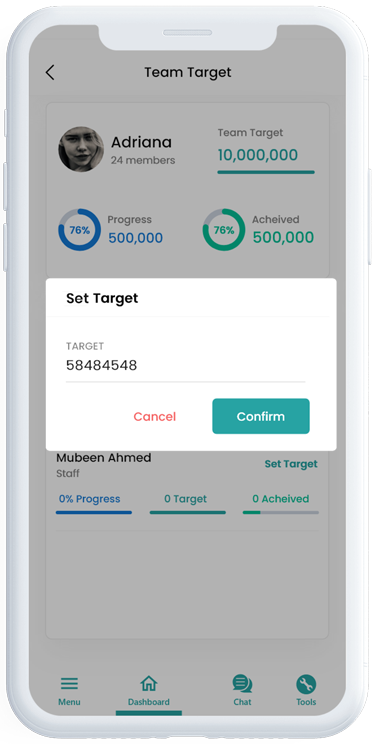 Team Target
Adriana
24 members
Team Target
10,000,000
76%
Progress
500,000
76%
Acheived
500,000
Set Target
TARGET
58484548
Cancel
Confirm
Mubeen Ahmed
Staff
Set Target
0% Progress
0 Target
0 Acheived
Menu
Dashboard
Chat
Tools